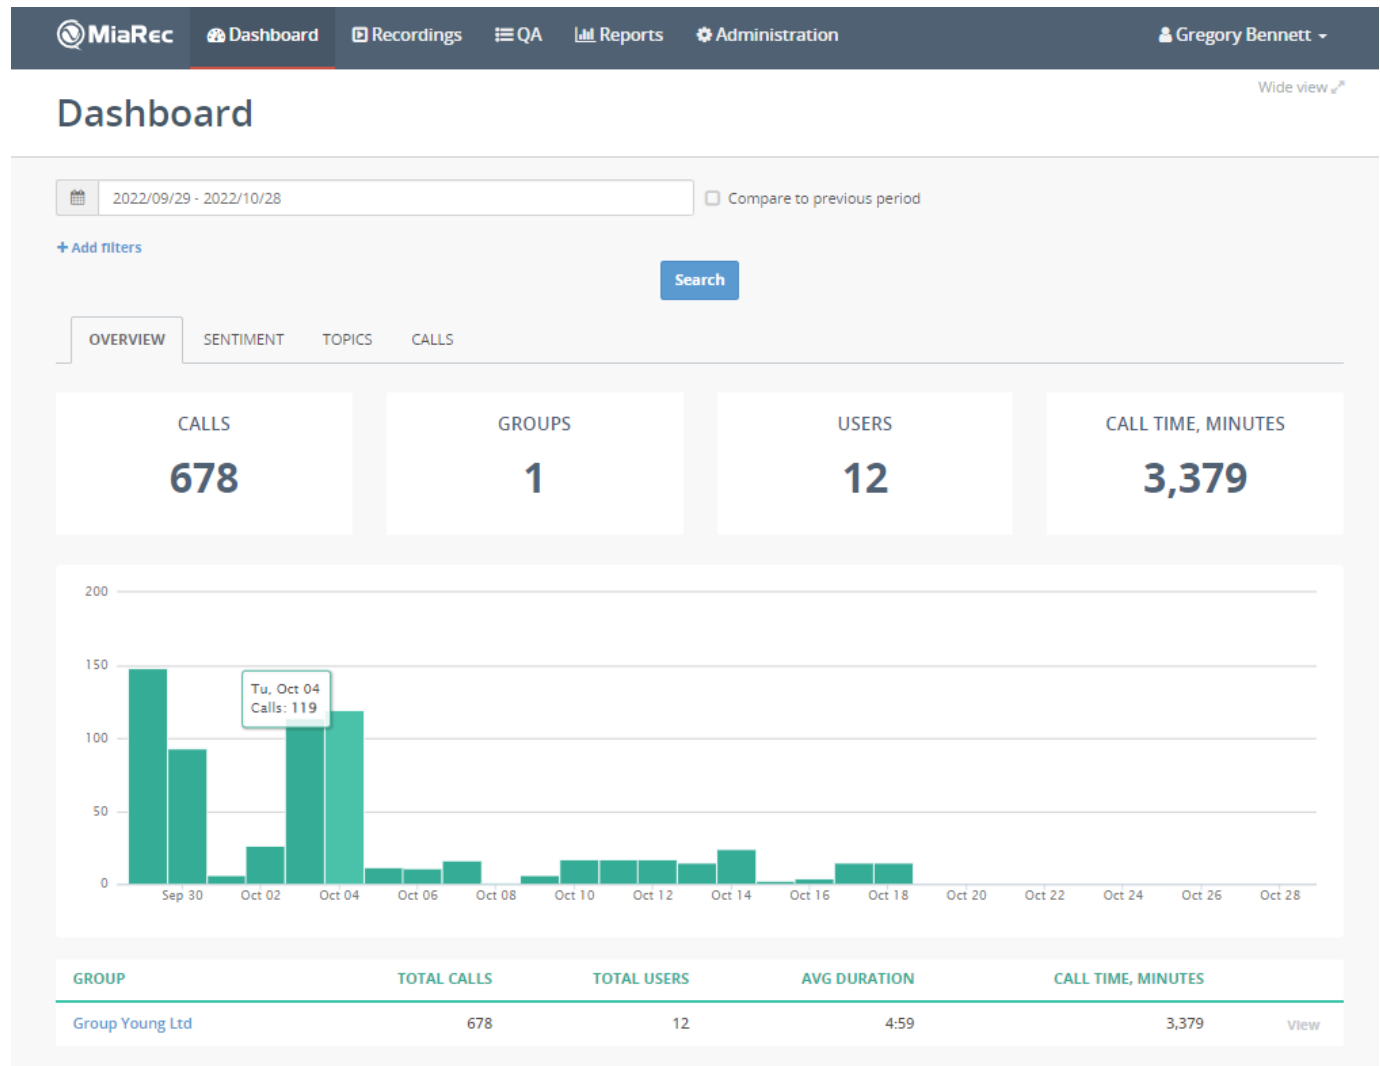 MiaRec Dashboard Recordings QA Reports Administration Gregory Bennett
Wide view
Dashboard
2022/09/29 - 2022/10/28 Compare to previous period
+ Add filters
Search
OVERVIEW SENTIMENT TOPICS CALLS
CALLS GROUPS USERS CALL TIME, MINUTES
678 1 12 3,379
200
150
Tu, Oct 04
Calls: 119
100
50
0
Sep 30 Oct 02 Oct 04 Oct 06 Oct 08 Oct 10 Oct 12 Oct 14 Oct 16 Oct 18 Oct 20 Oct 22 Oct 24 Oct 26 Oct 28
GROUP TOTAL CALLS TOTAL USERS AVG DURATION CALL TIME, MINUTES
Group Young Ltd 678 12 4:59 3,379 View